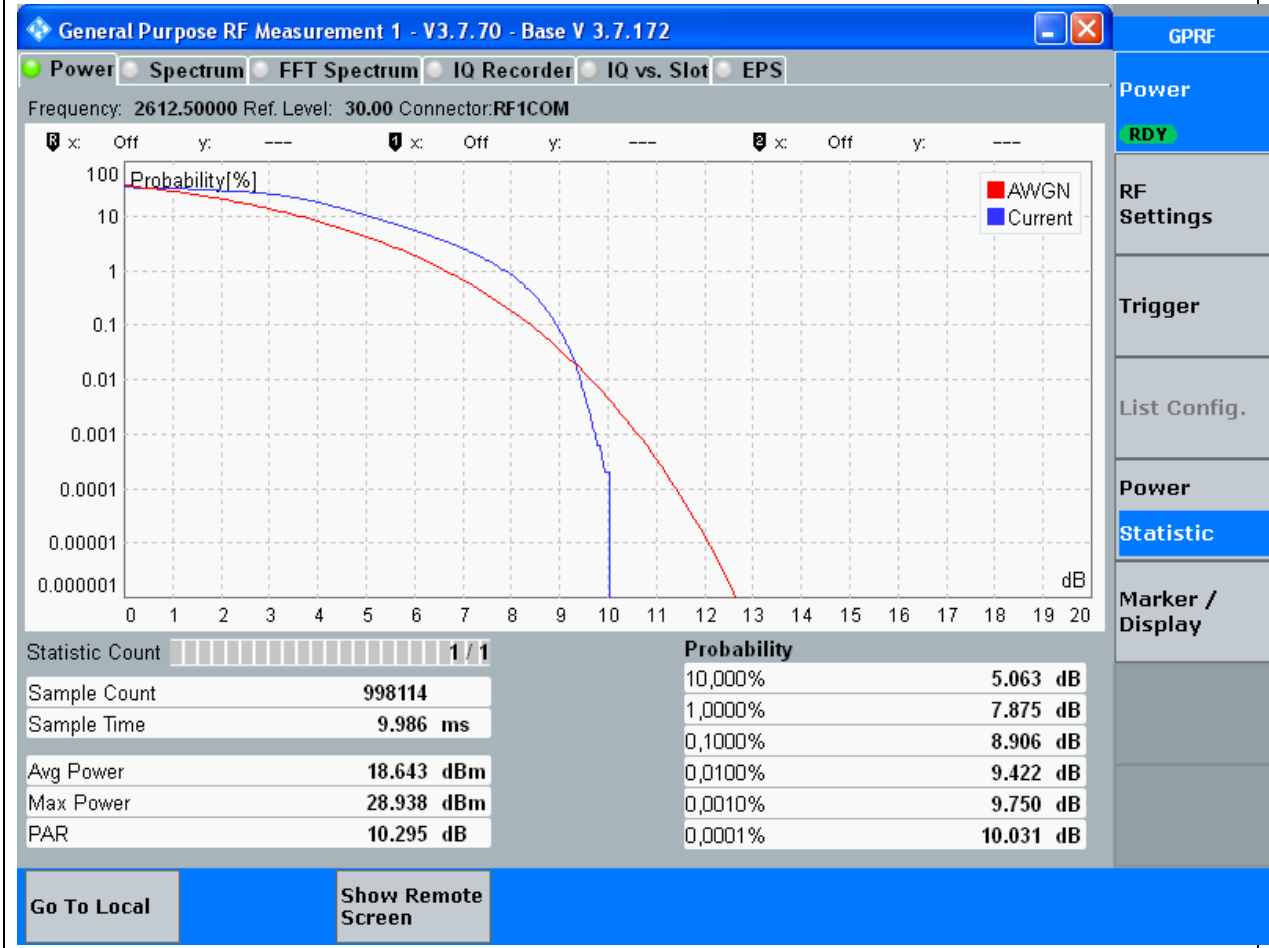 General Purpose RF Measurement 1 - V3.7.70 - Base V 3.7.172
GPRF
Power Spectrum FFT Spectrum IQ Recorder IQ vs. Slot EPS
Frequency: 2612.50000 Ref. Level: 30.00 Connector:RF1COM
R x: Off y: --- 1 x: Off y: --- 2 x: Off y: ---
Probability[%]
100
10
1
0.1
0.01
0.001
0.0001
0.00001
0.000001
AWGN
Current
dB
0 1 2 3 4 5 6 7 8 9 10 11 12 13 14 15 16 17 18 19 20
Statistic Count 1 / 1
Sample Count 998114
Sample Time 9.986 ms
Avg Power 18.643 dBm
Max Power 28.938 dBm
PAR 10.295 dB
Probability
10,000% 5.063 dB
1,0000% 7.875 dB
0,1000% 8.906 dB
0,0100% 9.422 dB
0,0010% 9.750 dB
0,0001% 10.031 dB
Power
RDY
RF
Settings
Trigger
List Config.
Power
Statistic
Marker /
Display
Go To Local
Show Remote
Screen